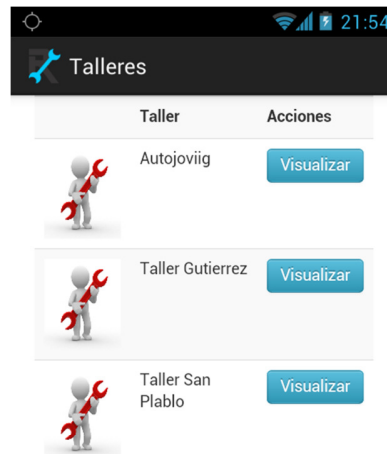 21:54
Talleres
Taller Acciones
Autojoviig Visualizar
Taller Gutierrez Visualizar
Taller San Visualizar
Plablo